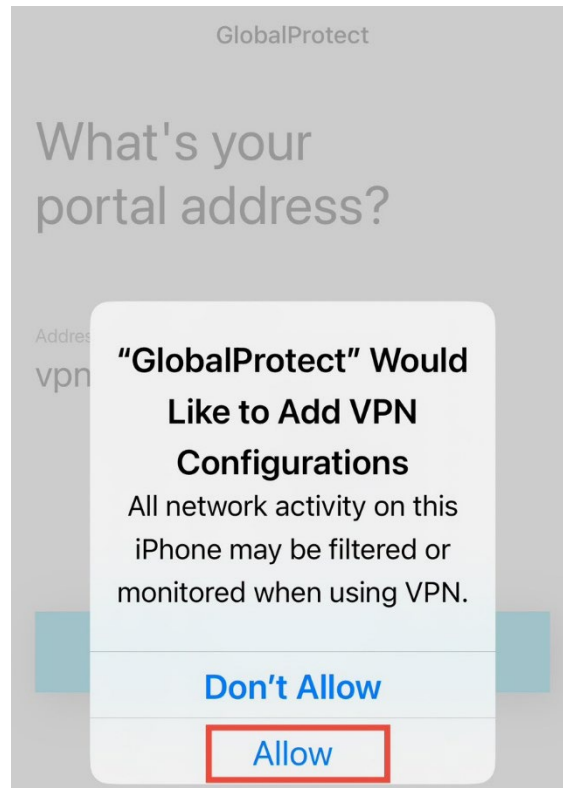 GlobalProtect
What's your
portal address?
vpn
“GlobalProtect” Would
Like to Add VPN
Configurations
All network activity on this
iPhone may be filtered or
monitored when using VPN.
Don’t Allow
Allow